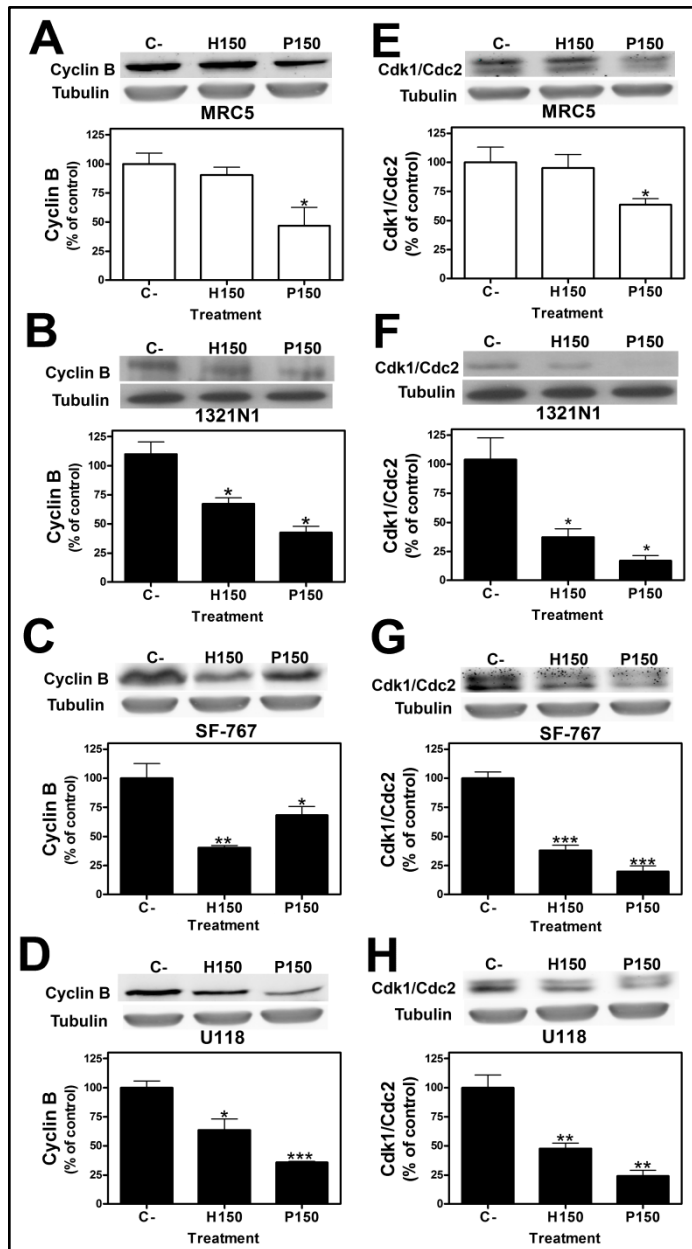 A
C- H150 P150
Cyclin B
Tubulin
MRC5
125
100
75
50
25
0
Cyclin B
(% of control)
*
C- H150 P150
Treatment
E
C- H150 P150
Cdk1/Cdc2
Tubulin
MRC5
125
100
75
50
25
0
Cdk1/Cdc2
(% of control)
*
C- H150 P150
Treatment
B
C- H150 P150
Cyclin B
Tubulin
1321N1
125
100
75
50
25
0
Cyclin B
(% of control)
* *
C- H150 P150
Treatment
F
C- H150 P150
Cdk1/Cdc2
Tubulin
1321N1
125
100
75
50
25
0
Cdk1/Cdc2
(% of control)
* *
C- H150 P150
Treatment
C
C- H150 P150
Cyclin B
Tubulin
SF-767
125
100
75
50
25
0
Cyclin B
(% of control)
** *
C- H150 P150
Treatment
G
C- H150 P150
Cdk1/Cdc2
Tubulin
SF-767
125
100
75
50
25
0
Cdk1/Cdc2
(% of control)
*** ***
C- H150 P150
Treatment
D
C- H150 P150
Cyclin B
Tubulin
U118
125
100
75
50
25
0
Cyclin B
(% of control)
* ***
C- H150 P150
Treatment
H
C- H150 P150
Cdk1/Cdc2
Tubulin
U118
125
100
75
50
25
0
Cdk1/Cdc2
(% of control)
** **
C- H150 P150
Treatment